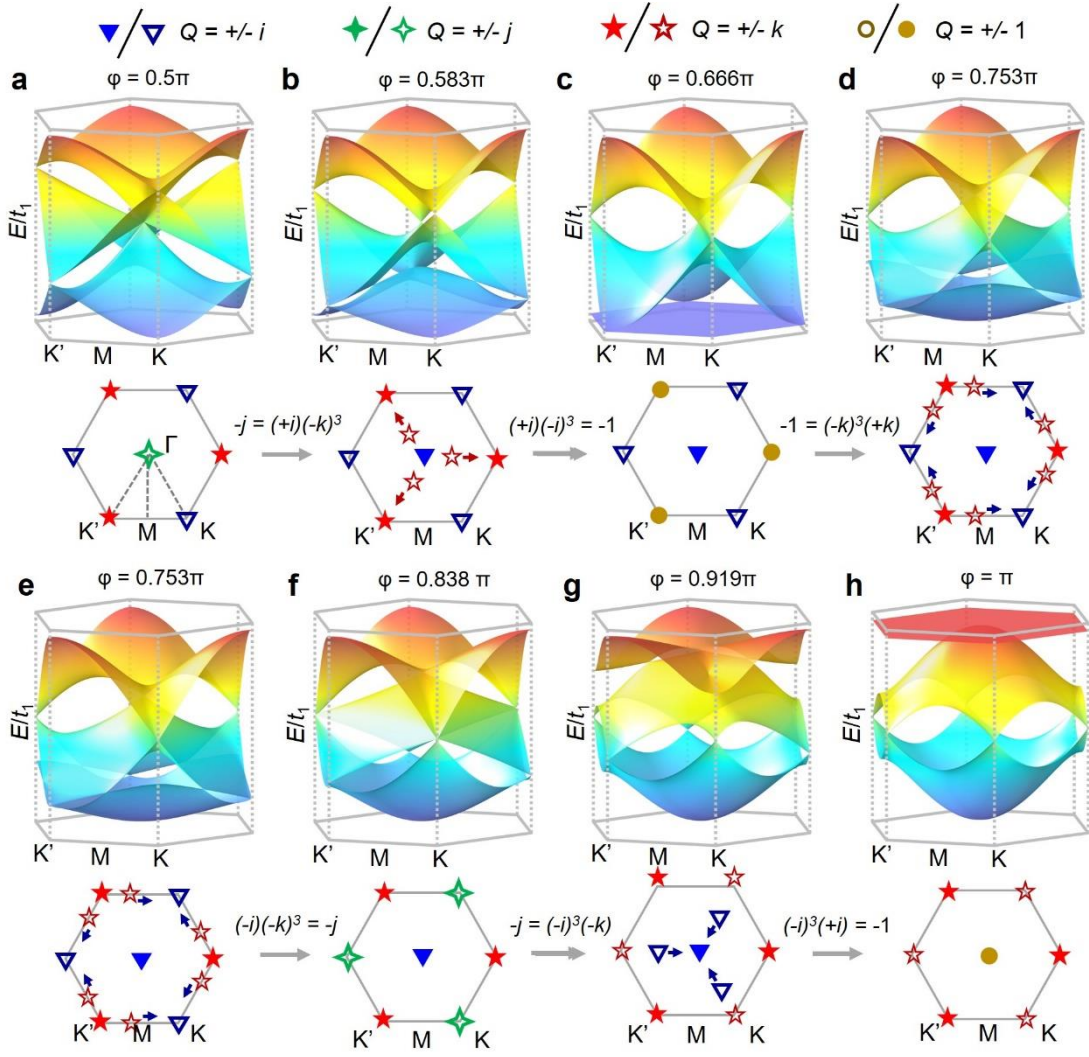 Q = +/- i Q = +/- j Q = +/- k Q = +/- 1
a b c d
φ = 0.5π φ = 0.583π φ = 0.666π φ = 0.753π
E/t₁ E/t₁ E/t₁ E/t₁
K' M K K' M K K' M K K' M K
-j = (+i)(-k)³ (+i)(-i)³ = -1 -1 = (-k)³(+k)
Γ
K' M K K' M K K' M K K' M K
e f g h
φ = 0.753π φ = 0.838 π φ = 0.919π φ = π
E/t₁ E/t₁ E/t₁ E/t₁
K' M K K' M K K' M K K' M K
(-i)(-k)³ = -j -j = (-i)³(-k) (-i)³(+i) = -1
K' M K K' M K K' M K K' M K